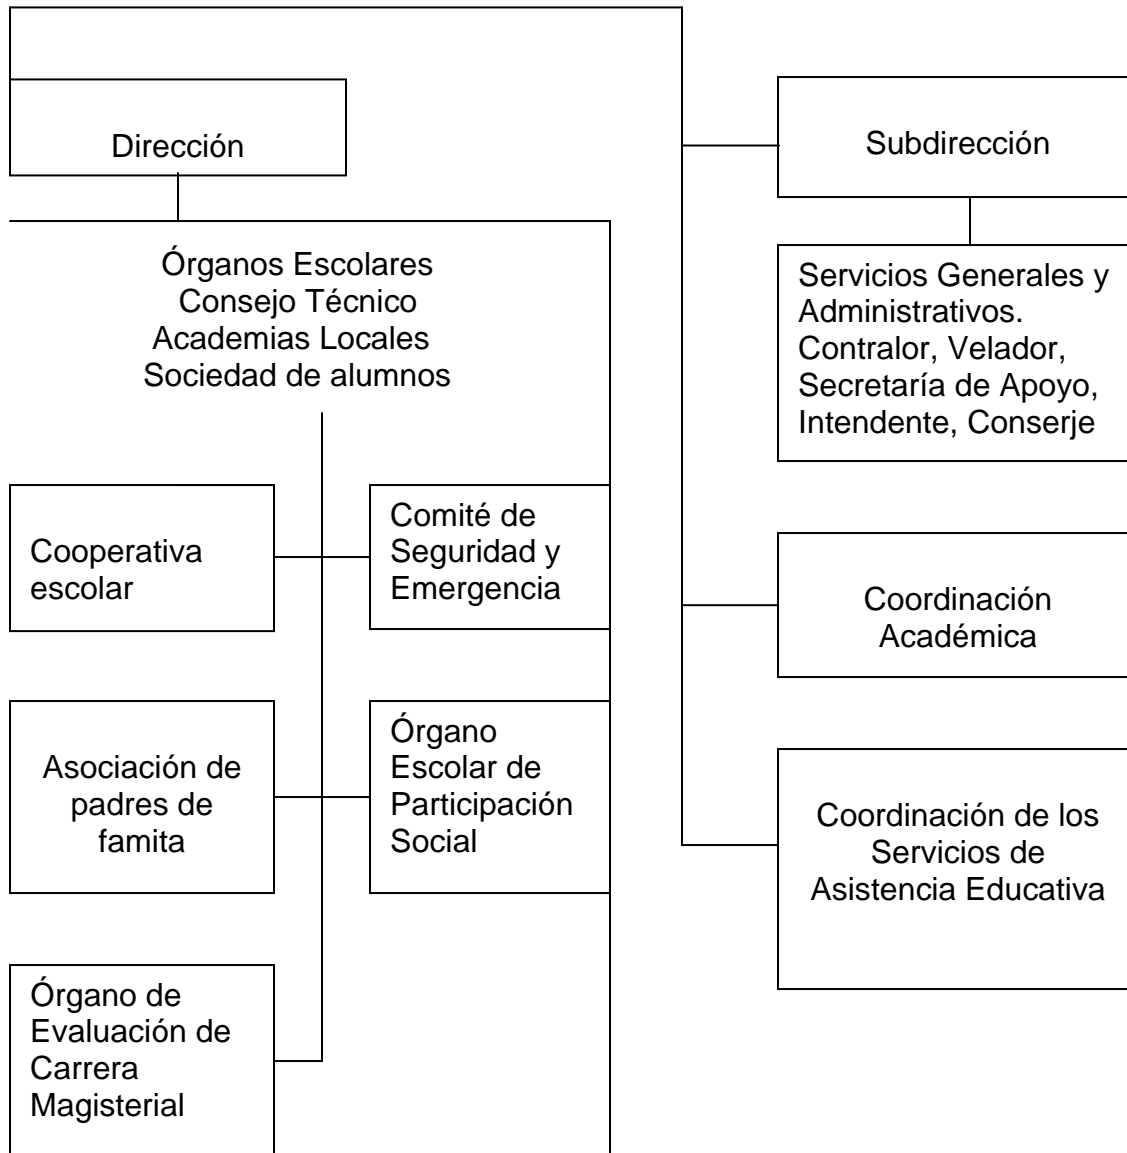 Dirección
Órganos Escolares
Consejo Técnico
Academias Locales
Sociedad de alumnos
Cooperativa
escolar
Comité de
Seguridad y
Emergencia
Asociación de
padres de
famita
Órgano
Escolar de
Participación
Social
Órgano de
Evaluación de
Carrera
Magisterial
Subdirección
Servicios Generales y
Administrativos.
Contralor, Velador,
Secretaría de Apoyo,
Intendente, Conserje
Coordinación
Académica
Coordinación de los
Servicios de
Asistencia Educativa